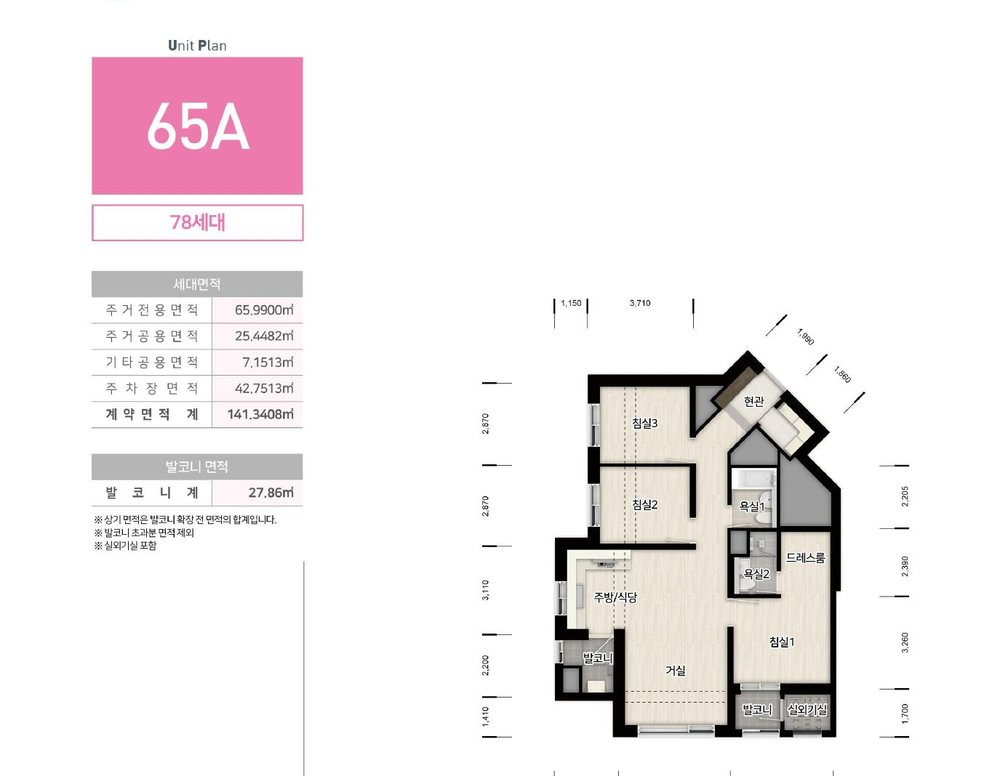 Unit Plan
65A
78세대
세대면적
주거전용면적 65.9900㎡
주거공용면적 25.4482㎡
기타공용면적 7.1513㎡
주차장면적 42.7513㎡
계약면적 계 141.3408㎡
발코니 면적
발코니계 27.86㎡
※ 상기 면적은 발코니 확장 전 면적의 합계입니다.
※ 발코니 초과분 면적 제외
※ 실외기실 포함
1,150 3,710
1,990
1,860
2,870
2,870
3,110
2,200
1,410
2,205
2,390
3,260
1,700
현관
침실3
침실2
욕실1
드레스룸
욕실2
주방/식당
침실1
발코니
거실
발코니
실외기실